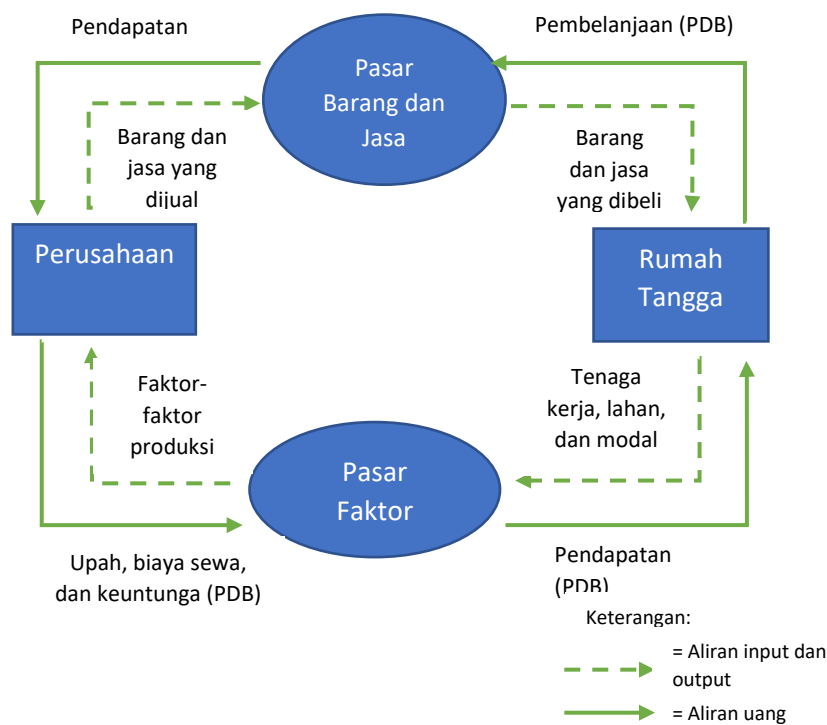 Pendapatan
Pembelanjaan (PDB)
Pasar
Barang dan
Jasa
Barang dan
jasa yang
dijual
Barang
dan jasa
yang dibeli
Perusahaan
Rumah
Tangga
Faktor-
faktor
produksi
Tenaga
kerja, lahan,
dan modal
Pasar
Faktor
Upah, biaya sewa,
dan keuntunga (PDB)
Pendapatan
(PDB)
Keterangan:
= Aliran input dan
output
= Aliran uang